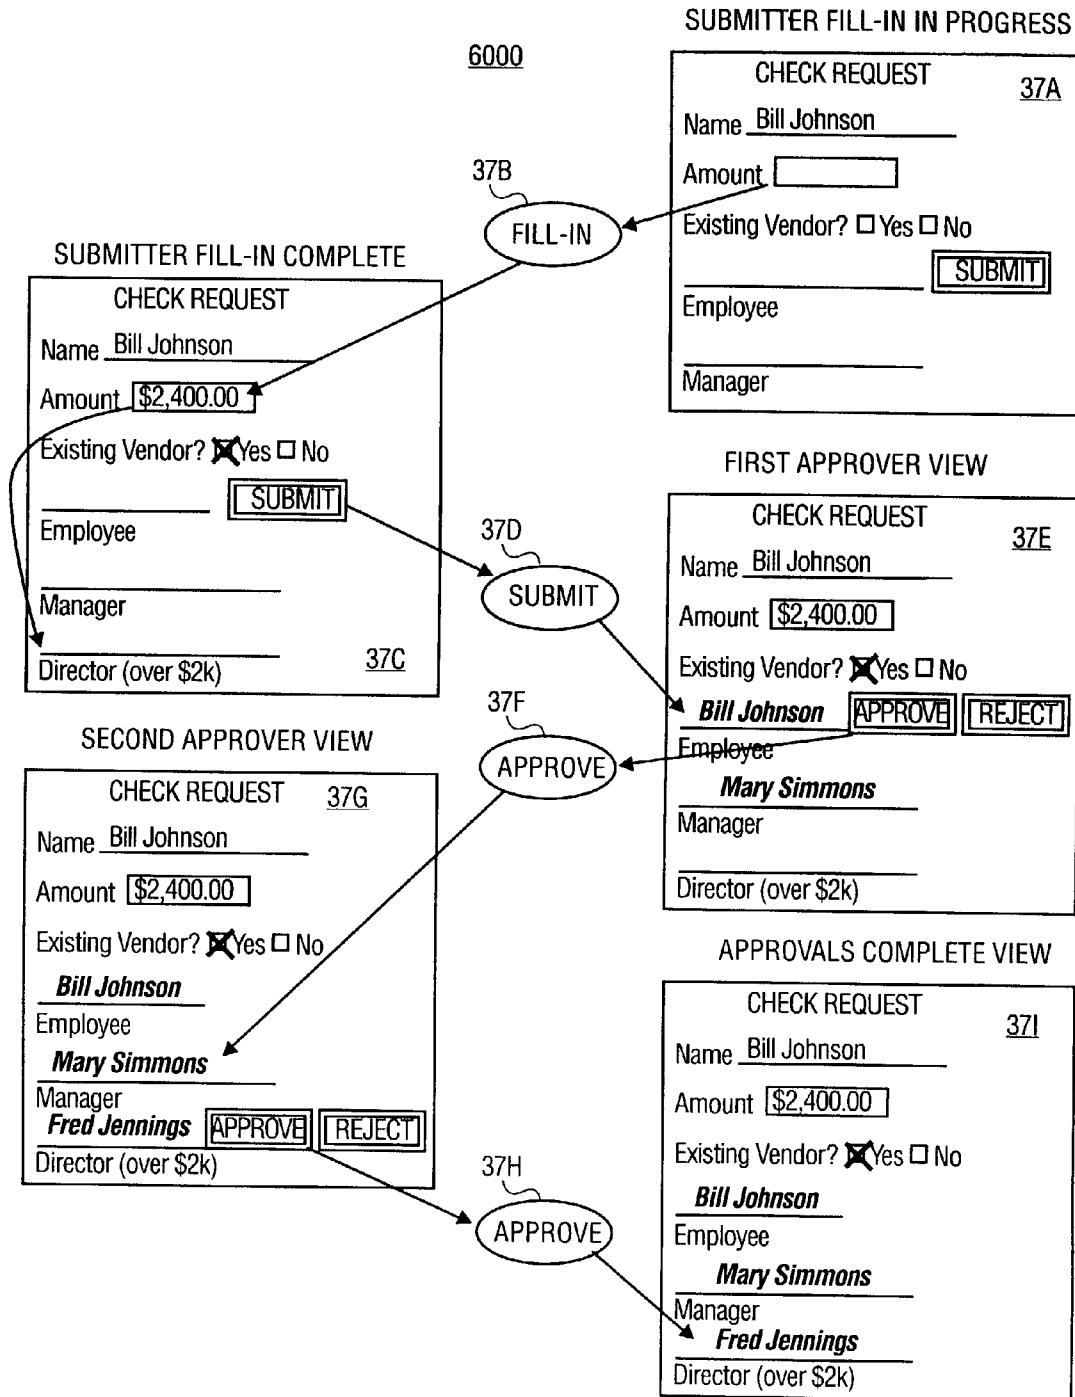 6000
SUBMITTER FILL-IN IN PROGRESS
CHECK REQUEST
37A
Name Bill Johnson
Amount
Existing Vendor? Yes No
SUBMIT
Employee
Manager
37B
FILL-IN
SUBMITTER FILL-IN COMPLETE
CHECK REQUEST
Name Bill Johnson
Amount $2,400.00
Existing Vendor? Yes No
SUBMIT
Employee
Manager
Director (over $2k)
37C
37D
SUBMIT
FIRST APPROVER VIEW
CHECK REQUEST
37E
Name Bill Johnson
Amount $2,400.00
Existing Vendor? Yes No
Bill Johnson APPROVE REJECT
Employee
Mary Simmons
Manager
Director (over $2k)
37F
APPROVE
SECOND APPROVER VIEW
CHECK REQUEST 37G
Name Bill Johnson
Amount $2,400.00
Existing Vendor? Yes No
Bill Johnson
Employee
Mary Simmons
Manager
Fred Jennings APPROVE REJECT
Director (over $2k)
37H
APPROVE
APPROVALS COMPLETE VIEW
CHECK REQUEST
37I
Name Bill Johnson
Amount $2,400.00
Existing Vendor? Yes No
Bill Johnson
Employee
Mary Simmons
Manager
Fred Jennings
Director (over $2k)